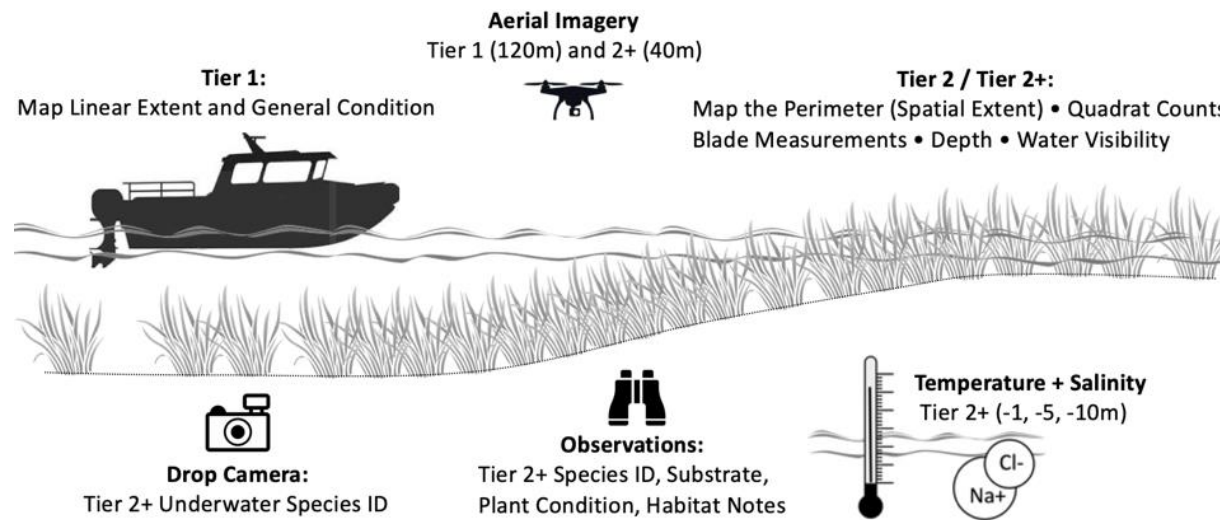 Aerial Imagery
Tier 1 (120m) and 2+ (40m)
Tier 1:
Map Linear Extent and General Condition
Tier 2 / Tier 2+:
Map the Perimeter (Spatial Extent) • Quadrat Counts
Blade Measurements • Depth • Water Visibility
Drop Camera:
Tier 2+ Underwater Species ID
Observations:
Tier 2+ Species ID, Substrate,
Plant Condition, Habitat Notes
Temperature + Salinity
Tier 2+ (-1, -5, -10m)
Cl-
Na+